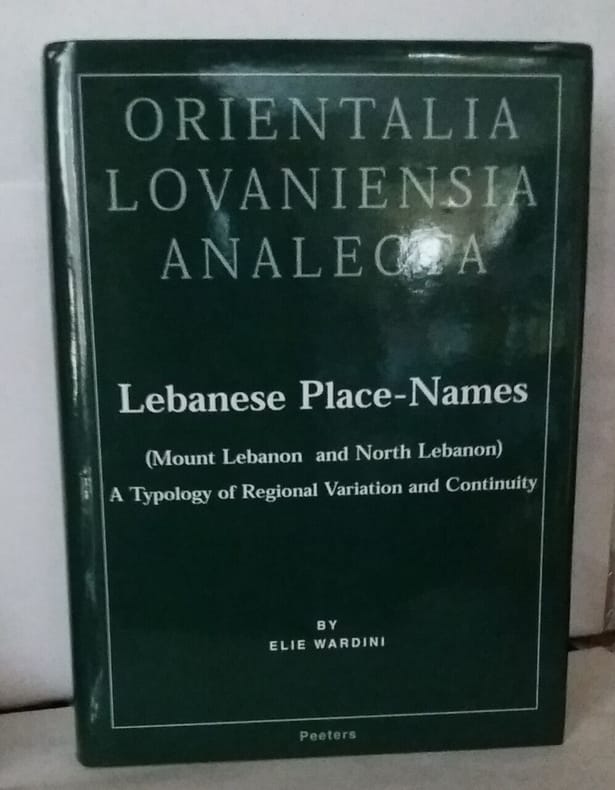 ORIENTALIA
LOVANIENSIA
ANALECTA
Lebanese Place-Names
(Mount Lebanon and North Lebanon)
A Typology of Regional Variation and Continuity
BY
ELIE WARDINI
Peeters